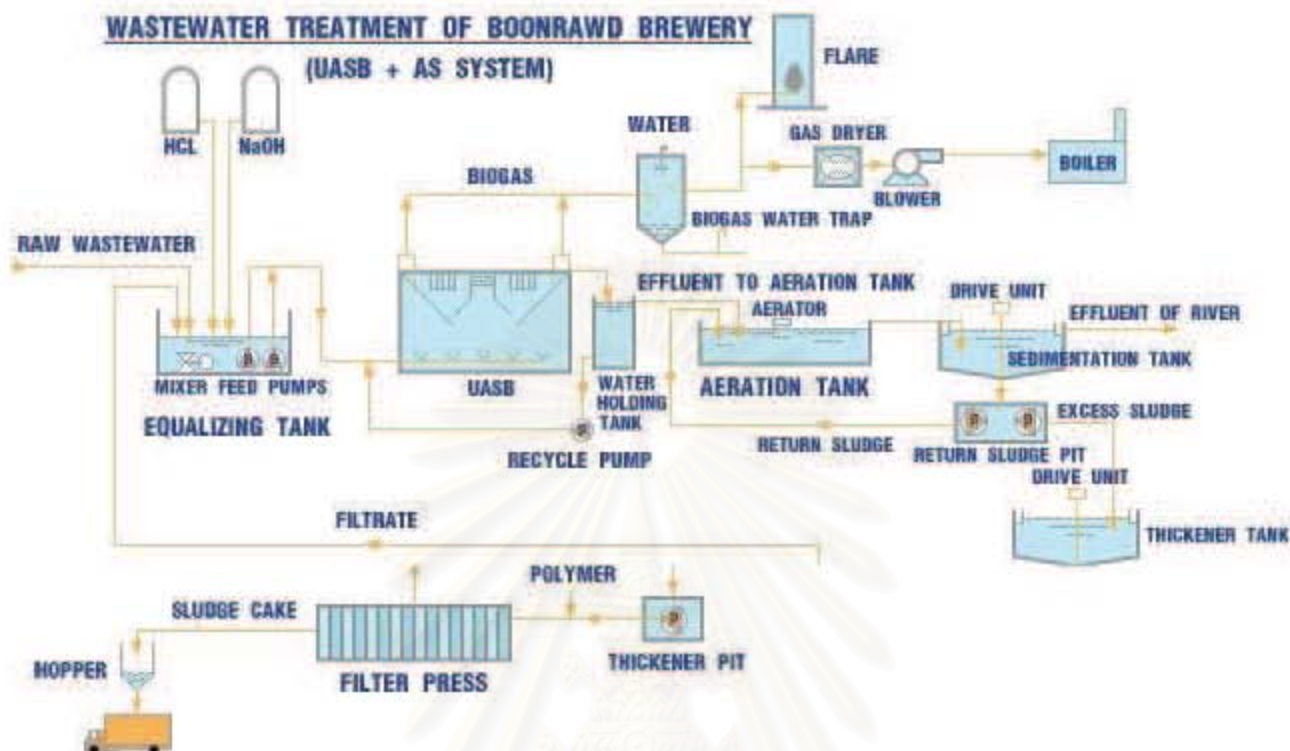 WASTEWATER TREATMENT OF BOONRAWD BREWERY
(UASB + AS SYSTEM)
FLARE
HCL
NaOH
WATER
GAS DRYER
BOILER
BIOGAS
BLOWER
BIOGAS WATER TRAP
RAW WASTEWATER
EFFLUENT TO AERATION TANK
DRIVE UNIT
AERATOR
EFFLUENT OF RIVER
SEDIMENTATION TANK
P P
MIXER FEED PUMPS
UASB
WATER
HOLDING
TANK
AERATION TANK
EQUALIZING TANK
P
P P
EXCESS SLUDGE
RETURN SLUDGE
RETURN SLUDGE PIT
RECYCLE PUMP
DRIVE UNIT
FILTRATE
THICKENER TANK
POLYMER
SLUDGE CAKE
P
HOPPER
FILTER PRESS
THICKENER PIT